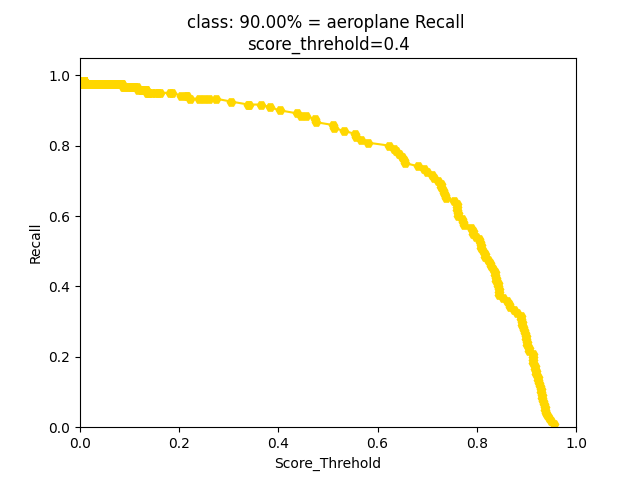 class: 90.00% = aeroplane Recall
score_threhold=0.4
1.0
0.8
0.6
0.4
0.2
0.0
Recall
0.0 0.2 0.4 0.6 0.8 1.0
Score_Threhold